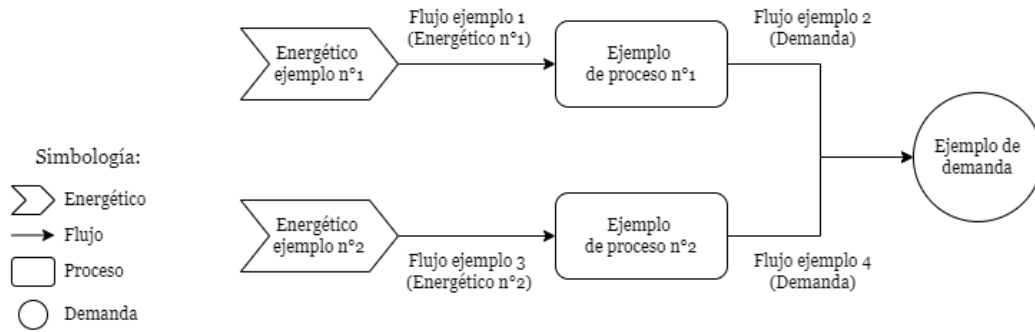 Flujo ejemplo 1
(Energético n°1)
Flujo ejemplo 2
(Demanda)
Energético
ejemplo n°1
Ejemplo
de proceso n°1
Ejemplo de
demanda
Simbología:
Energético
Flujo
Proceso
Demanda
Energético
ejemplo n°2
Ejemplo
de proceso n°2
Flujo ejemplo 3
(Energético n°2)
Flujo ejemplo 4
(Demanda)